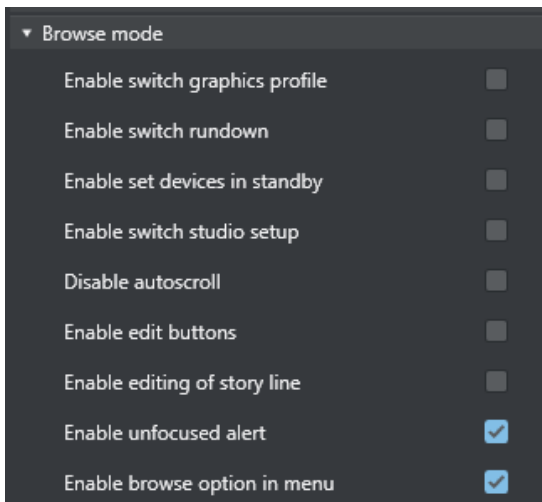 Browse mode
Enable switch graphics profile
Enable switch rundown
Enable set devices in standby
Enable switch studio setup
Disable autoscroll
Enable edit buttons
Enable editing of story line
Enable unfocused alert
Enable browse option in menu